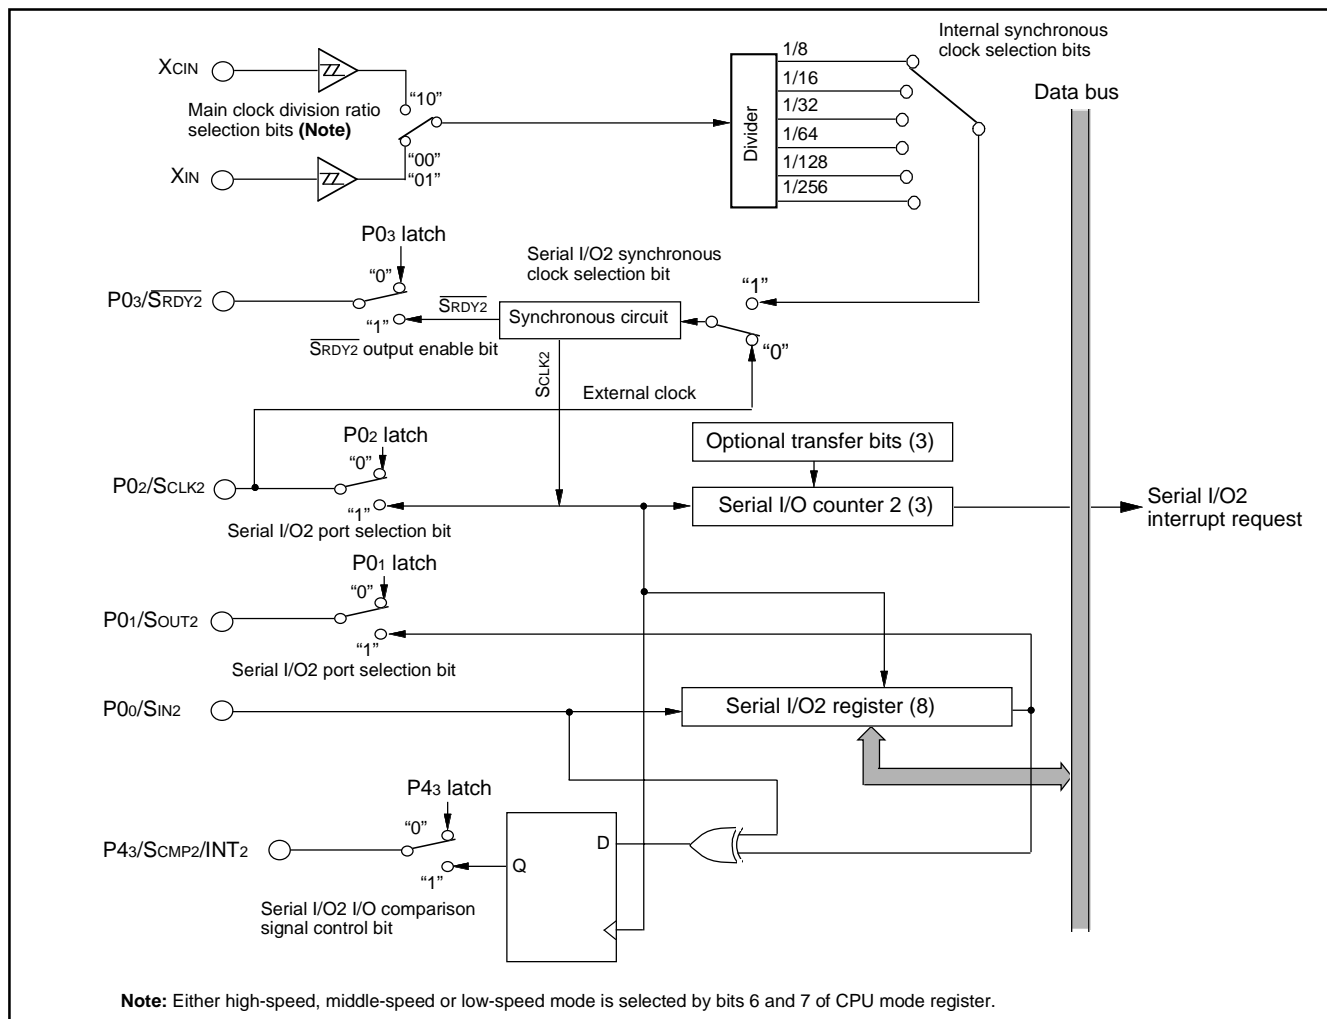 Internal synchronous
clock selection bits
XCIN
"10"
Main clock division ratio
selection bits (Note)
"00"
"01"
XIN
Divider
1/8
1/16
1/32
1/64
1/128
1/256
Data bus
P03 latch
"0"
P03/SRDY2
"1"
SRDY2
SRDY2 output enable bit
Serial I/O2 synchronous
clock selection bit
Synchronous circuit
"1"
"0"
SCLK2
External clock
P02 latch
"0"
P02/SCLK2
"1"
Serial I/O2 port selection bit
Optional transfer bits (3)
Serial I/O counter 2 (3)
Serial I/O2
interrupt request
P01 latch
"0"
P01/SOUT2
"1"
Serial I/O2 port selection bit
P00/SIN2
Serial I/O2 register (8)
P43 latch
"0"
P43/SCMP2/INT2
"1"
Q
D
Serial I/O2 I/O comparison
signal control bit
Note: Either high-speed, middle-speed or low-speed mode is selected by bits 6 and 7 of CPU mode register.